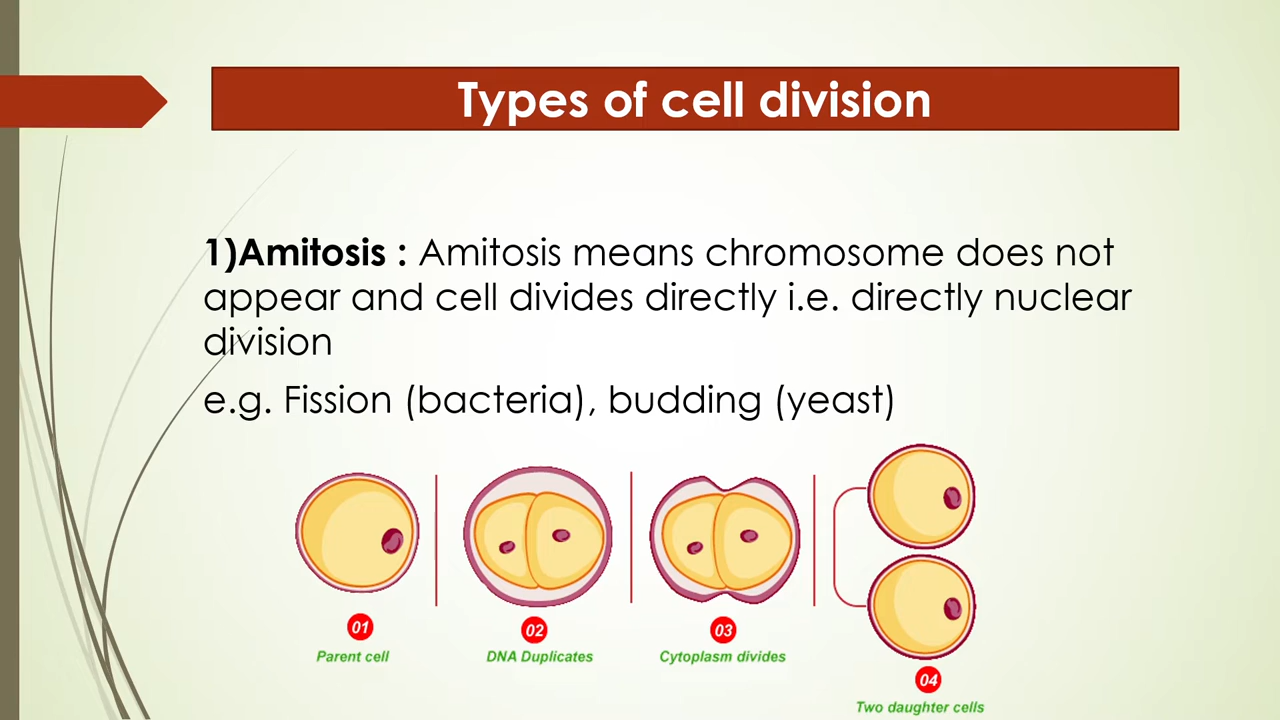 Types of cell division
1)Amitosis : Amitosis means chromosome does not
appear and cell divides directly i.e. directly nuclear
division
e.g. Fission (bacteria), budding (yeast)
01
Parent cell
02
DNA Duplicates
03
Cytoplasm divides
04
Two daughter cells